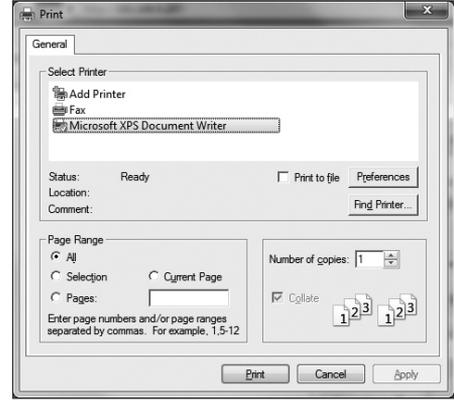 Print
General
Select Printer
Add Printer
Fax
Microsoft XPS Document Writer
Status: Ready
Location:
Comment:
Print to file
Preferences
Find Printer...
Page Range
All
Selection
Current Page
Pages:
Enter page numbers and/or page ranges
separated by commas. For example, 1,5-12
Number of copies: 1
Collate
1 2 3 1 2 3
Print Cancel Apply